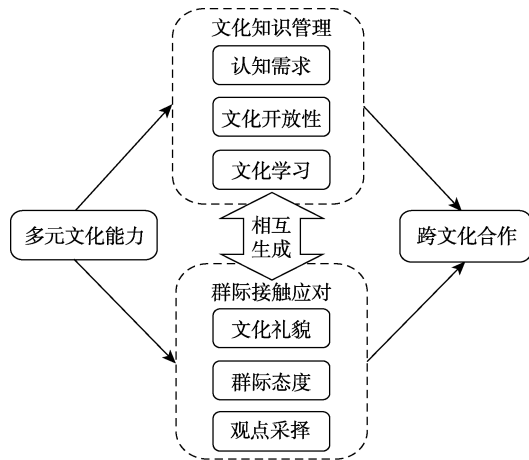 文化知识管理
认知需求
文化开放性
文化学习
多元文化能力
相互
生成
跨文化合作
群际接触应对
文化礼貌
群际态度
观点采择